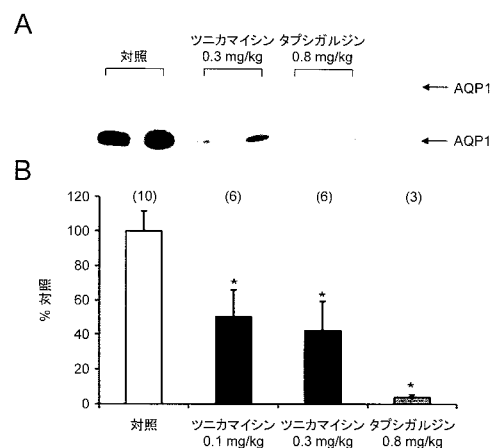 A
対照
ツニカマイシン タプシガルジン
0.3 mg/kg 0.8 mg/kg
AQP1
AQP1
B
(10) (6) (6) (3)
120
100
80
60
40
20
0
% 対照
* * *
対照 ツニカマイシン ツニカマイシン タプシガルジン
0.1 mg/kg 0.3 mg/kg 0.8 mg/kg